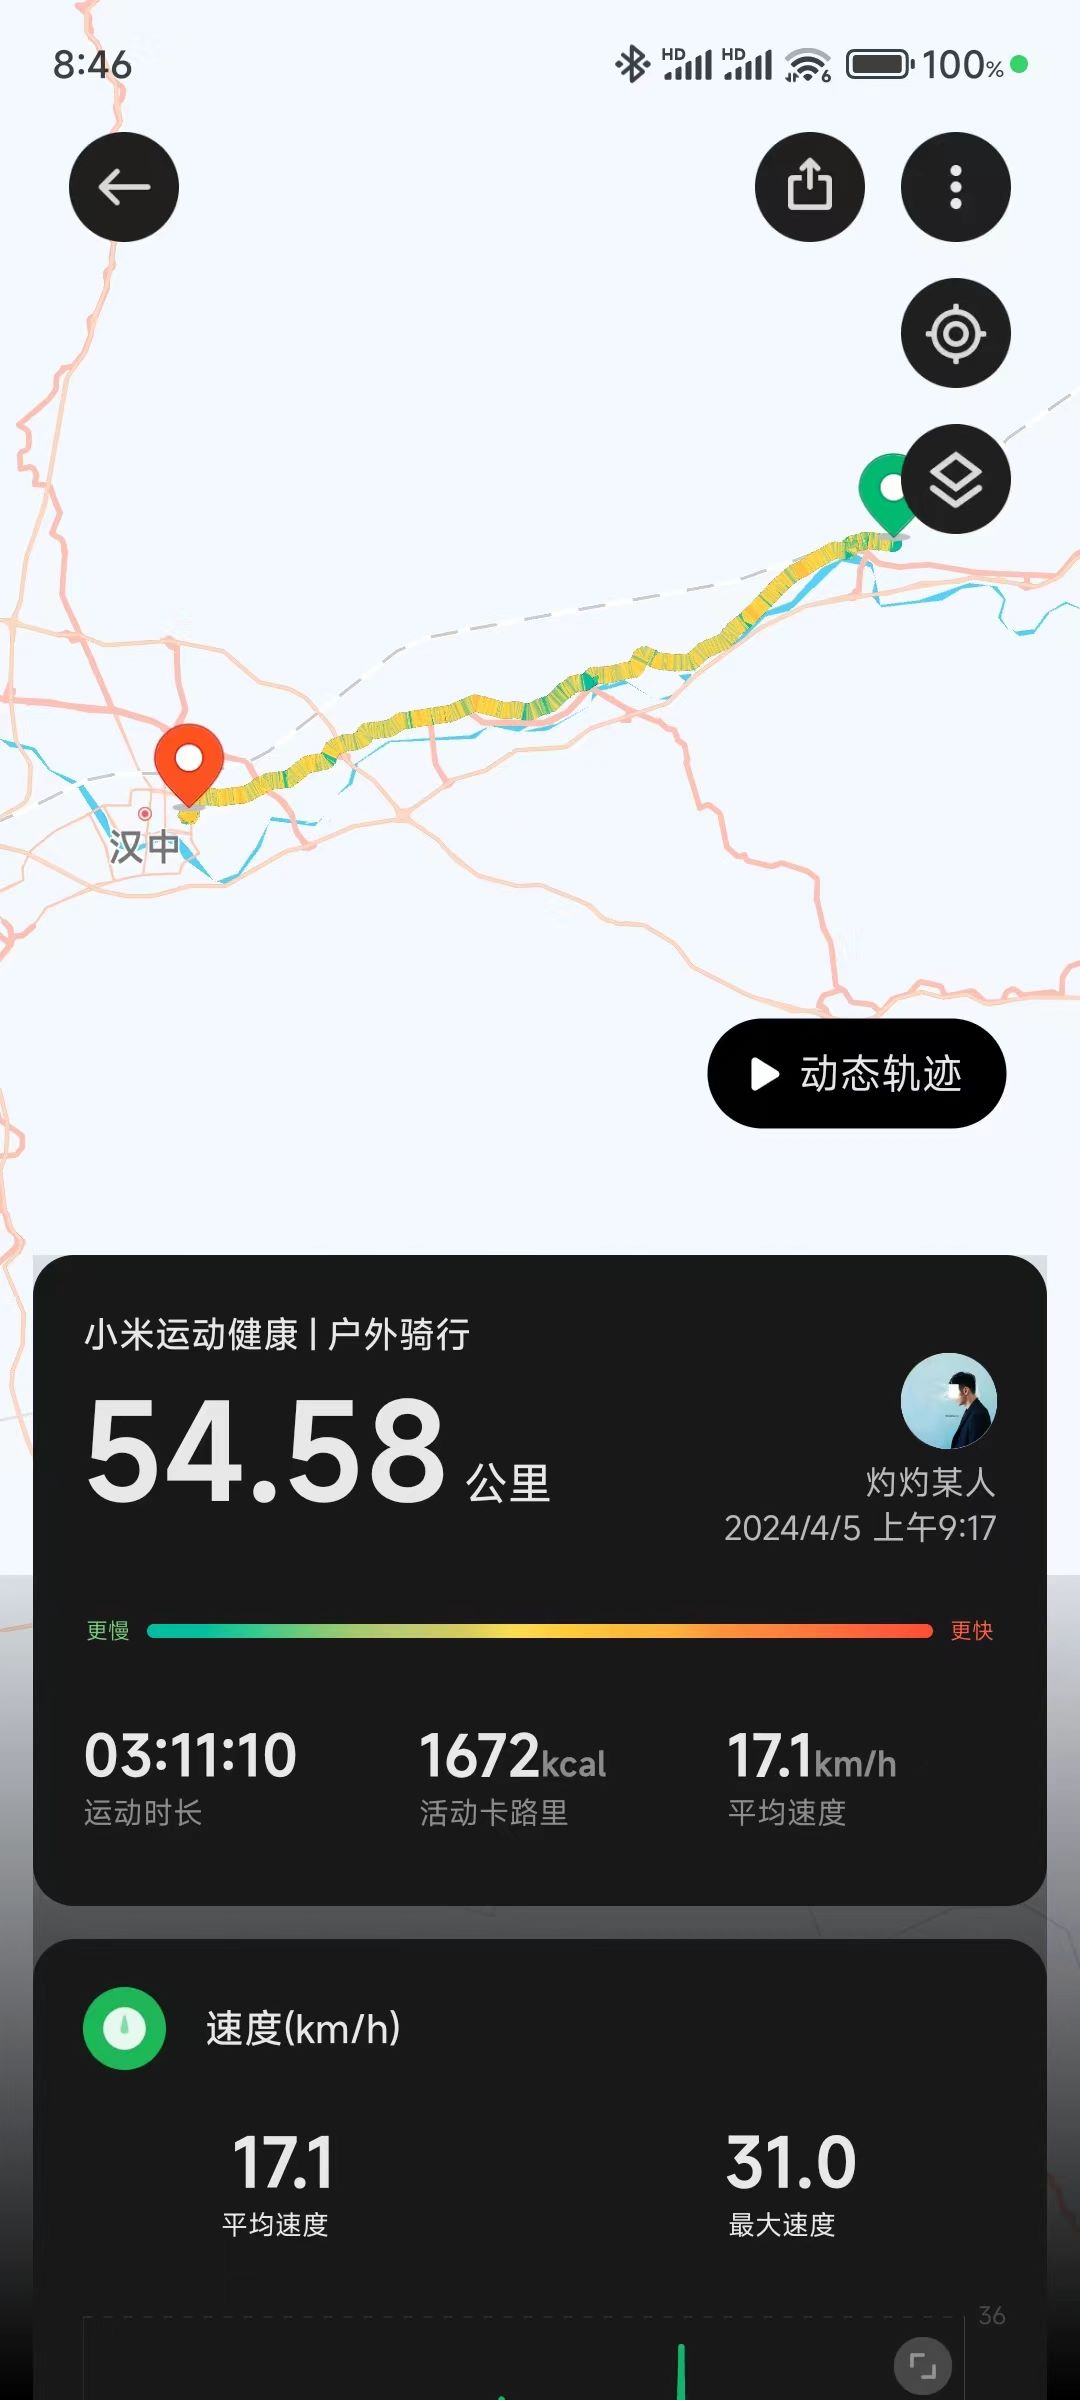 8:46
HD HD 6 100%
汉中
动态轨迹
小米运动健康 | 户外骑行
54.58 公里
灼灼某人
2024/4/5 上午9:17
更慢 更快
03:11:10 1672kcal 17.1km/h
运动时长 活动卡路里 平均速度
速度(km/h)
17.1 31.0
平均速度 最大速度
36